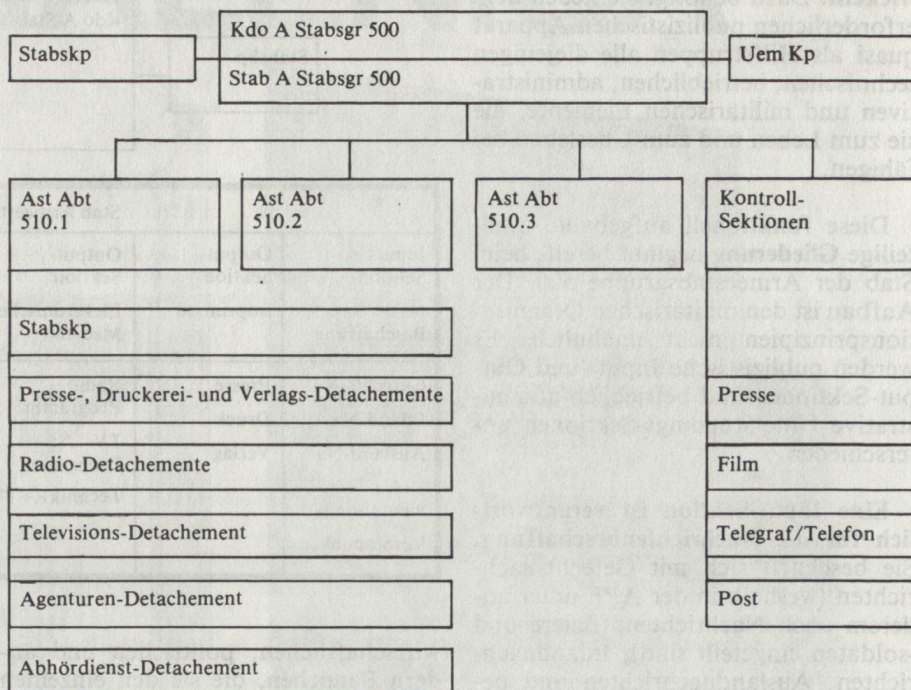 Stabskp
Kdo A Stabsgr 500
Stab A Stabsgr 500
Uem Kp
Ast Abt
510.1
Ast Abt
510.2
Ast Abt
510.3
Kontroll-
Sektionen
Stabskp
Presse-, Druckerei- und Verlags-Detachemente
Radio-Detachemente
Televisions-Detachement
Agenturen-Detachement
Abhördienst-Detachement
Presse
Film
Telegraf/Telefon
Post